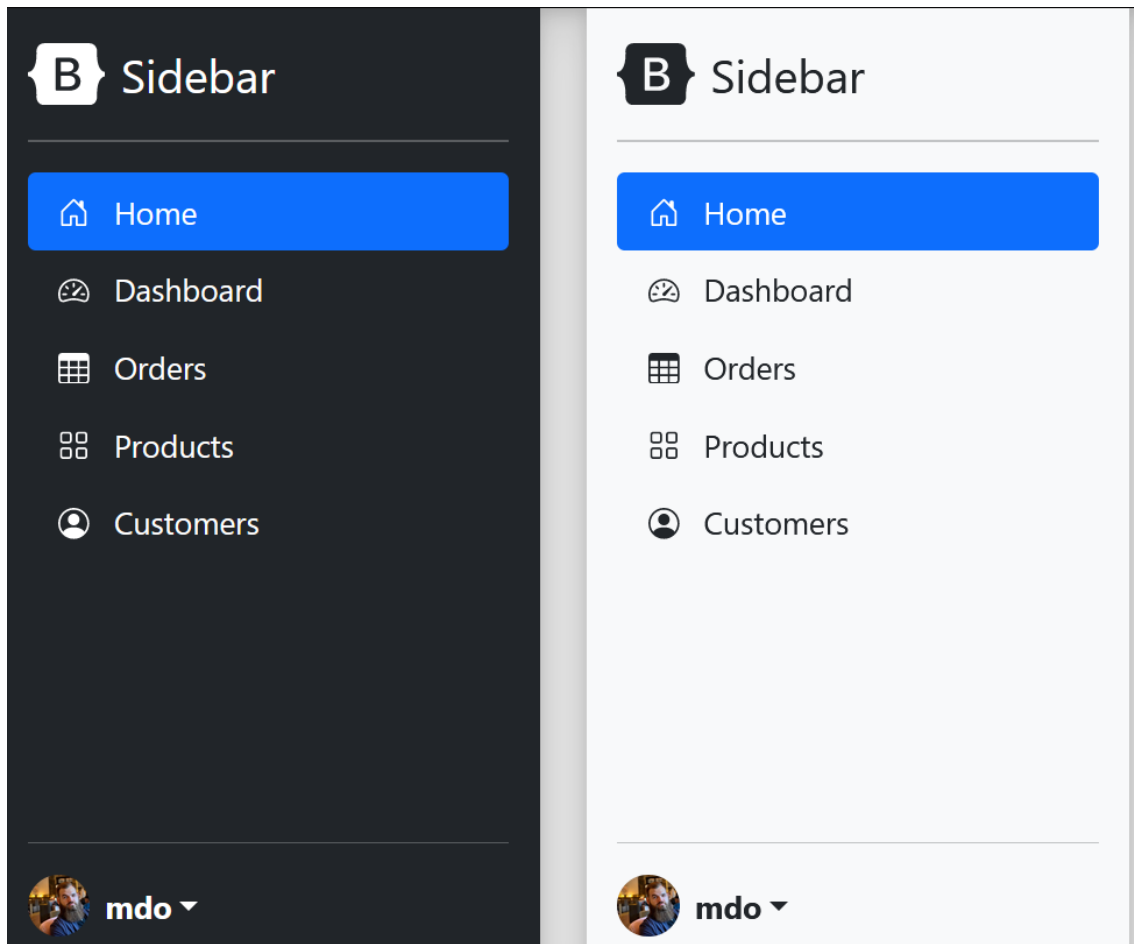 B Sidebar
Home
Dashboard
Orders
Products
Customers
mdo
B Sidebar
Home
Dashboard
Orders
Products
Customers
mdo